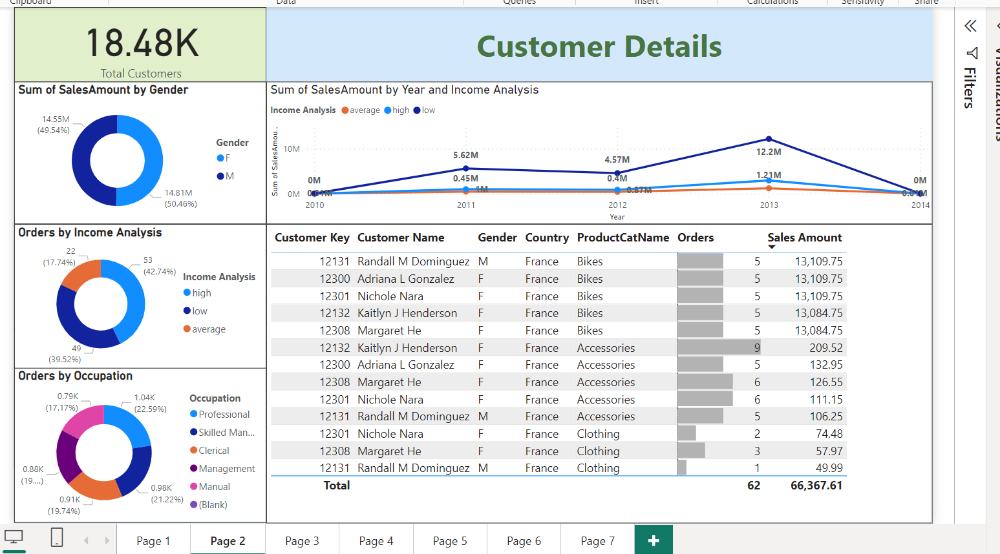 Clipboard
Data
Queries
Insert
Calculations
Sensitivity
Share
18.48K
Total Customers
Customer Details
Sum of SalesAmount by Gender
14.55M
(49.54%)
14.81M
(50.46%)
Gender
F
M
Sum of SalesAmount by Year and Income Analysis
Income Analysis average high low
Sum of SalesAmou...
10M
0M
0M
5.62M
0.45M
1M
4.57M
0.4M
0.87M
12.2M
1.21M
0M
0.01M
2010 2011 2012 2013 2014
Year
Orders by Income Analysis
22
(17.74%)
53
(42.74%)
49
(39.52%)
Income Analysis
high
low
average
Orders by Occupation
0.79K
(17.17%)
1.04K
(22.59%)
0.88K
(19....)
0.91K
(19.74%)
0.98K
(21.22%)
Occupation
Professional
Skilled Man...
Clerical
Management
Manual
(Blank)
Customer Key Customer Name Gender Country ProductCatName Orders Sales Amount
12131 Randall M Dominguez M France Bikes 5 13,109.75
12300 Adriana L Gonzalez F France Bikes 5 13,109.75
12301 Nichole Nara F France Bikes 5 13,109.75
12132 Kaitlyn J Henderson F France Bikes 5 13,084.75
12308 Margaret He F France Bikes 5 13,084.75
12132 Kaitlyn J Henderson F France Accessories 9 209.52
12300 Adriana L Gonzalez F France Accessories 5 132.95
12308 Margaret He F France Accessories 6 126.55
12301 Nichole Nara F France Accessories 6 111.15
12131 Randall M Dominguez M France Accessories 5 106.25
12301 Nichole Nara F France Clothing 2 74.48
12308 Margaret He F France Clothing 3 57.97
12131 Randall M Dominguez M France Clothing 1 49.99
Total 62 66,367.61
Filters
Visualizations
Page 1 Page 2 Page 3 Page 4 Page 5 Page 6 Page 7 +